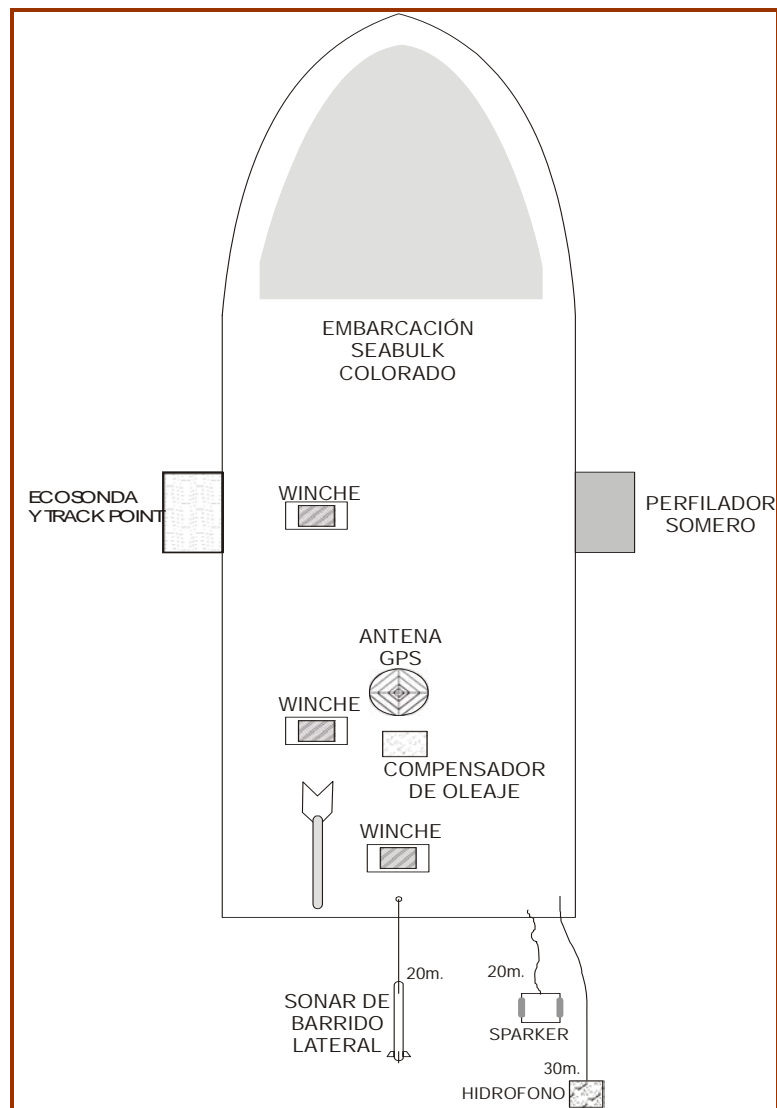 EMBARCACIÓN
SEABULK
COLORADO
ECOSONDA
Y TRACK POINT
WINCHE
PERFILADOR
SOMERO
ANTENA
GPS
WINCHE
COMPENSADOR
DE OLEAJE
WINCHE
20m.
SONAR DE
BARRIDO
LATERAL
20m.
SPARKER
30m.
HIDROFONO